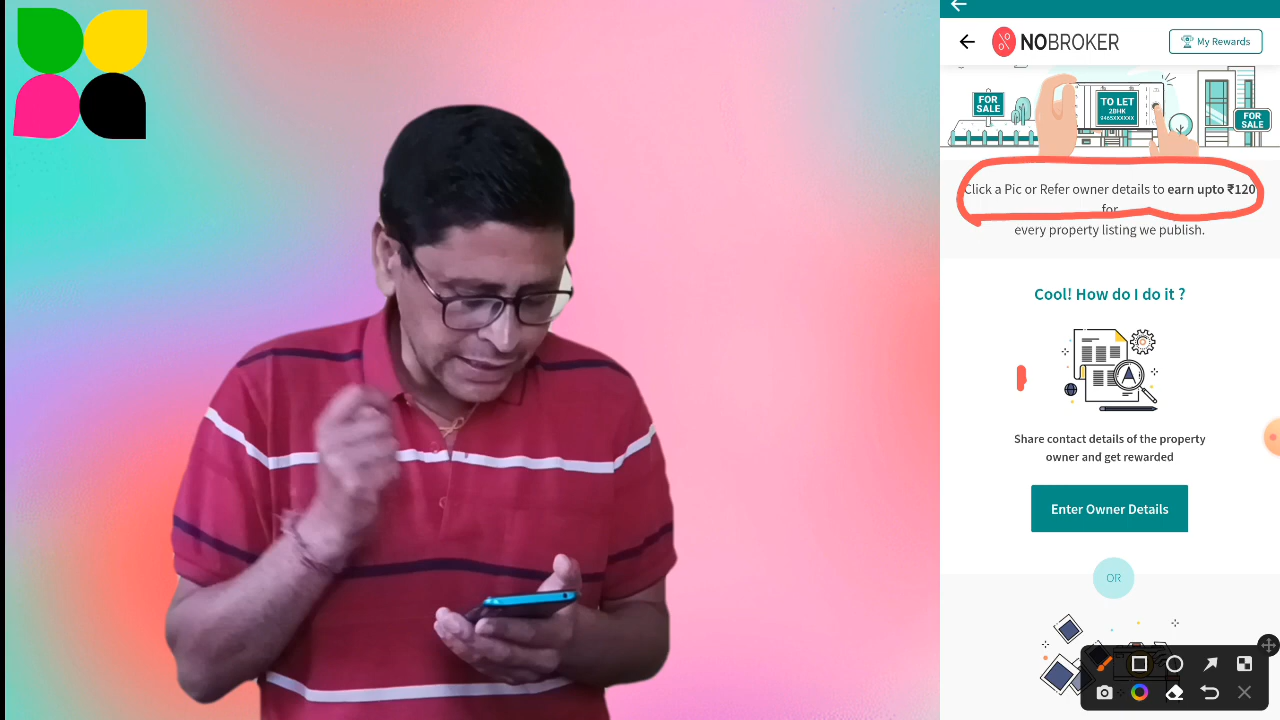 NOBROKER
My Rewards
FOR
SALE
TO LET
2BHK
9465XXXXXX
FOR
SALE
Click a Pic or Refer owner details to earn upto ₹120
for
every property listing we publish.
Cool! How do I do it ?
Share contact details of the property
owner and get rewarded
Enter Owner Details
OR